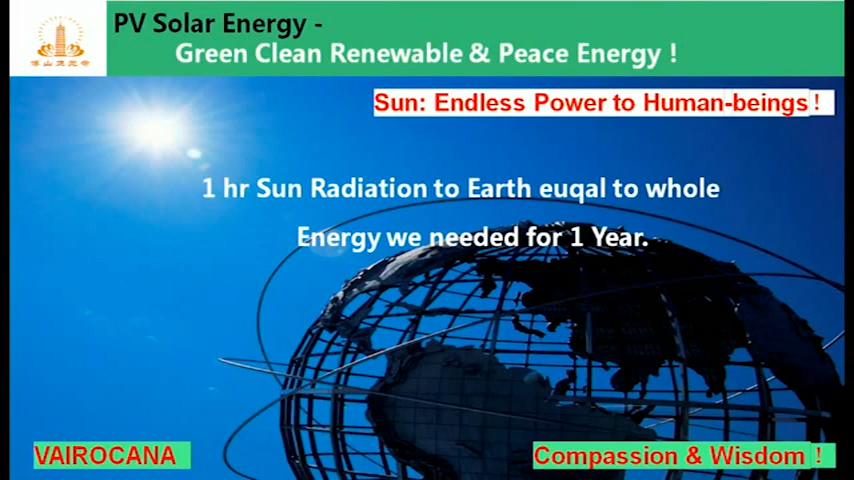 PV Solar Energy -
Green Clean Renewable & Peace Energy !
Sun: Endless Power to Human-beings !
1 hr Sun Radiation to Earth euqal to whole
Energy we needed for 1 Year.
VAIROCANA
Compassion & Wisdom !